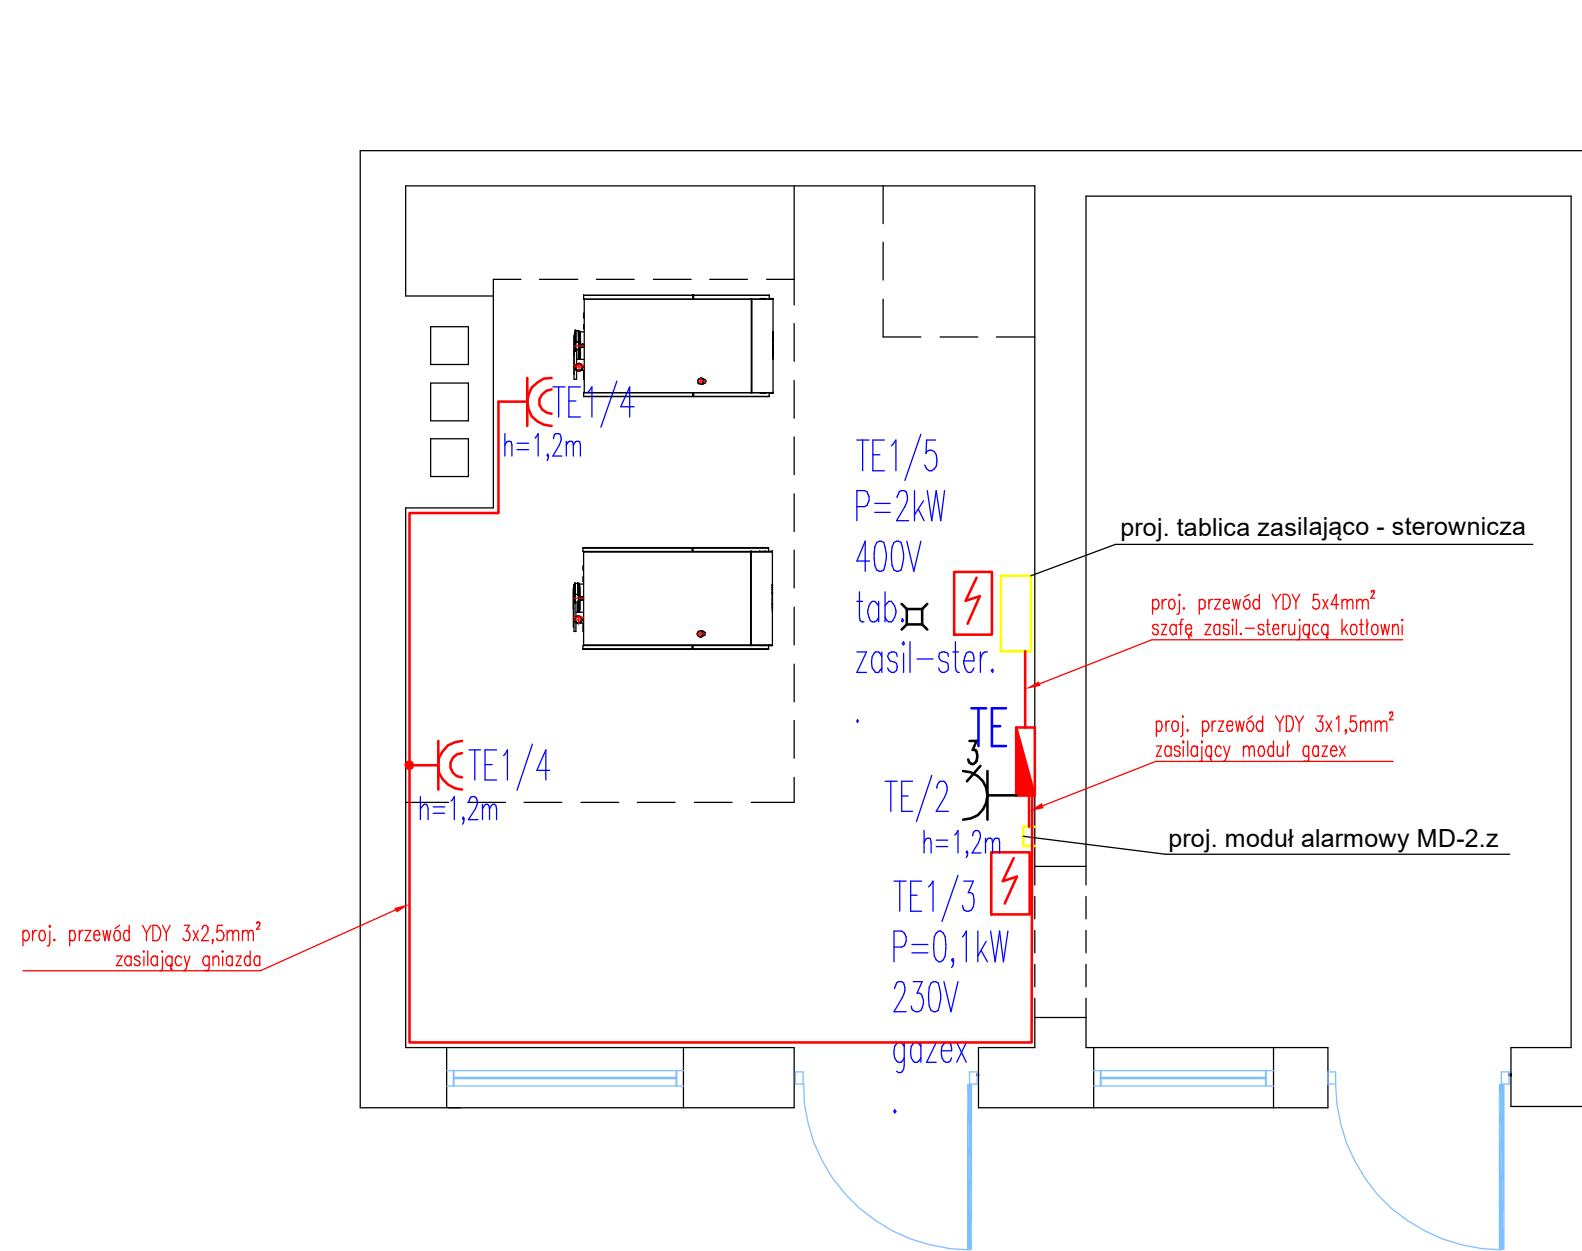 TE1/4
h=1,2m
TE1/5
P=2kW
400V
tab.
zasil-ster.
.
proj. tablica zasilająco - sterownicza
proj. przewód YDY 5x4mm²
szafę zasil.-sterującą kotłowni
TE
3
proj. przewód YDY 3x1,5mm²
zasilający moduł gazex
TE1/4
h=1,2m
TE/2
h=1,2m
proj. moduł alarmowy MD-2.z
TE1/3
P=0,1kW
230V
gazex
.
proj. przewód YDY 3x2,5mm²
zasilający gniazda